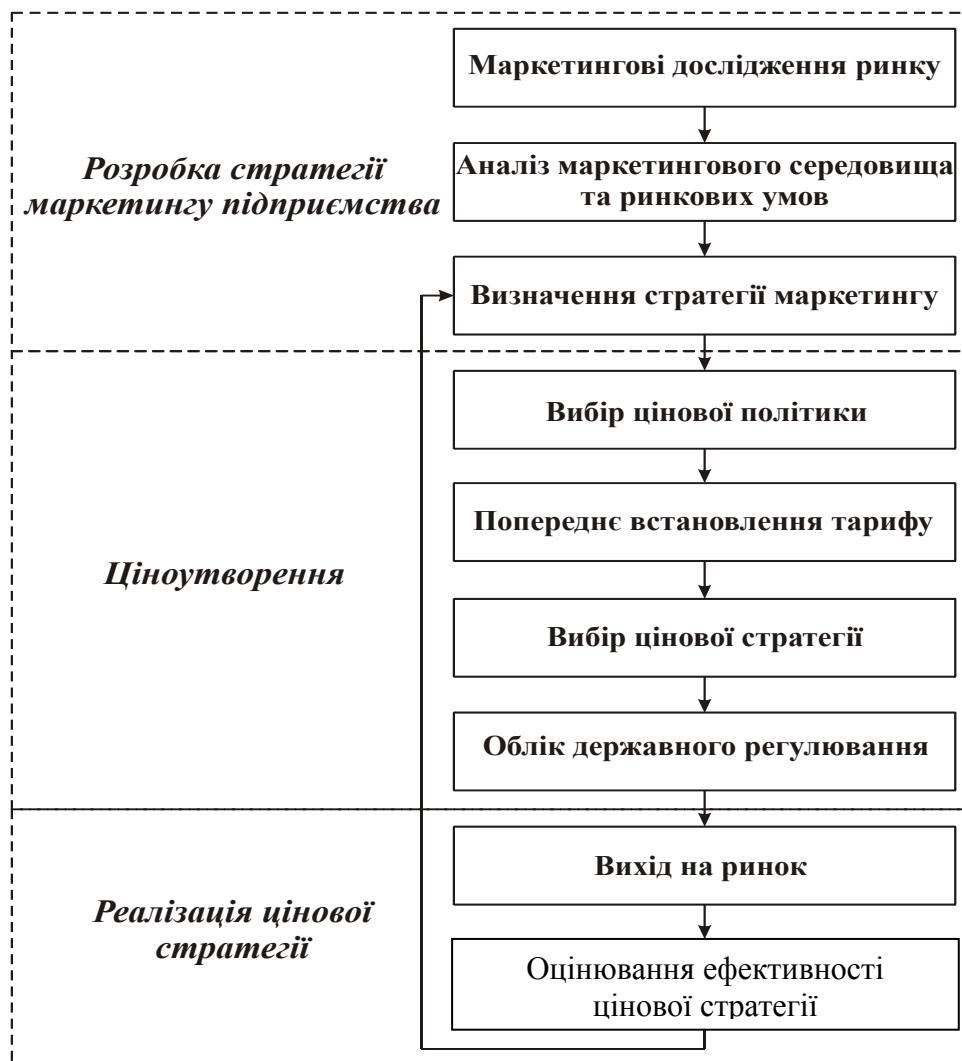 Маркетингові дослідження ринку
Розробка стратегії
маркетингу підприємства
Аналіз маркетингового середовища
та ринкових умов
Визначення стратегії маркетингу
Ціноутворення
Вибір цінової політики
Попереднє встановлення тарифу
Вибір цінової стратегії
Облік державного регулювання
Реалізація цінової
стратегії
Вихід на ринок
Оцінювання ефективності
цінової стратегії